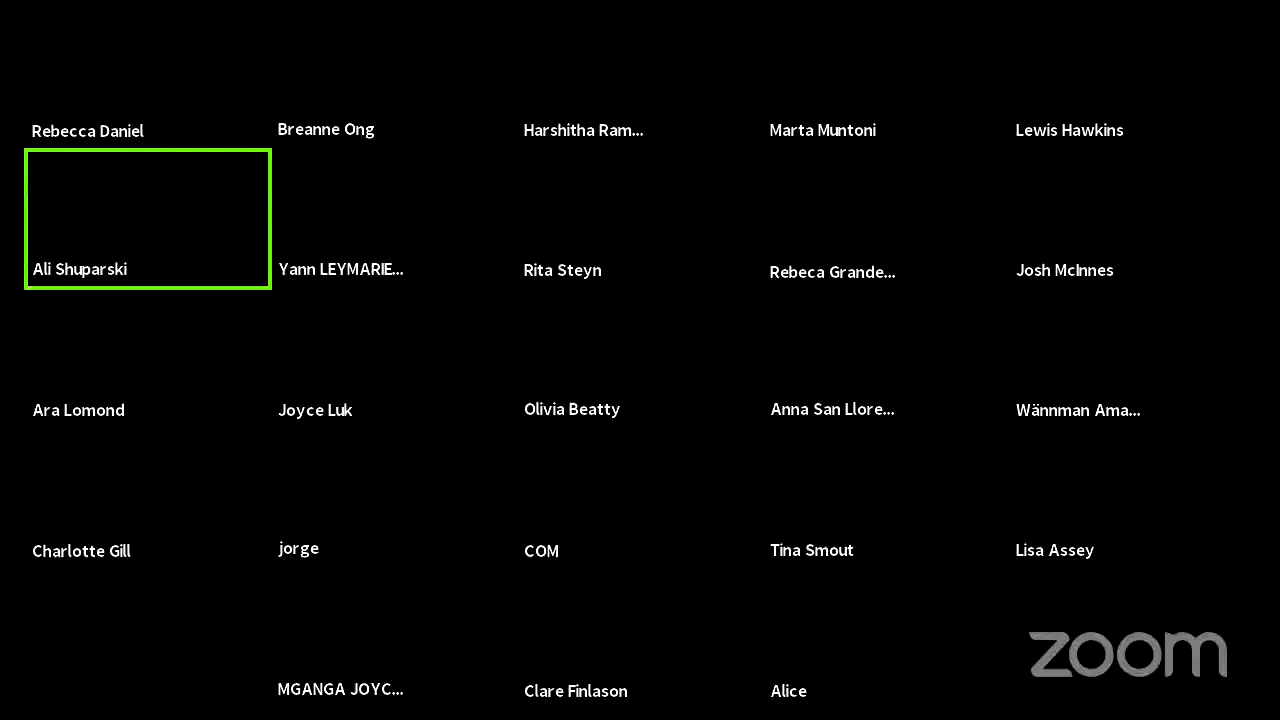 Rebecca Daniel
Breanne Ong
Harshitha Ram...
Marta Muntoni
Lewis Hawkins
Ali Shuparski
Yann LEYMARIE...
Rita Steyn
Rebeca Grande...
Josh McInnes
Ara Lomond
Joyce Luk
Olivia Beatty
Anna San Llore...
Wännman Ama...
Charlotte Gill
jorge
COM
Tina Smout
Lisa Assey
MGANGA JOYC...
Clare Finlason
Alice
zoom